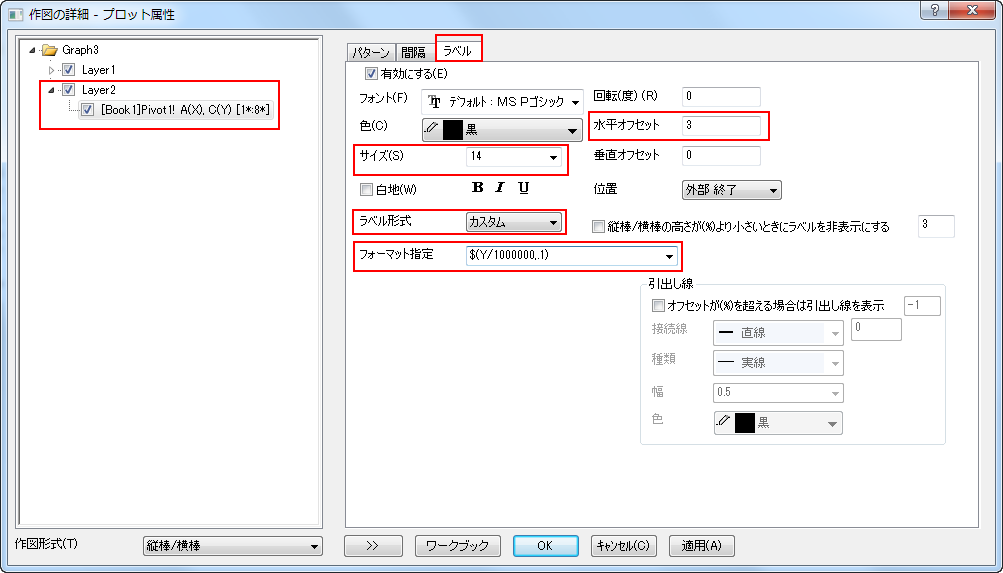 作図の詳細 - プロット属性
Graph3
Layer1
Layer2
[Book1]Pivot1! A(X), C(Y) [1*:8*]
作図形式(T)
縦棒/横棒
パターン
間隔
ラベル
有効にする(E)
フォント(F)
デフォルト : MS Pゴシック
回転(度) (R)
0
色(C)
黒
水平オフセット
3
サイズ(S)
14
垂直オフセット
0
白地(W)
B I U
位置
外部 終了
ラベル形式
カスタム
縦棒/横棒の高さが(%)より小さいときにラベルを非表示にする
3
フォーマット指定
$(Y/1000000,.1)
引出し線
オフセットが(%)を超える場合は引出し線を表示
-1
接続線
直線
0
種類
実線
幅
0.5
色
黒
>>
ワークブック
OK
キャンセル(C)
適用(A)